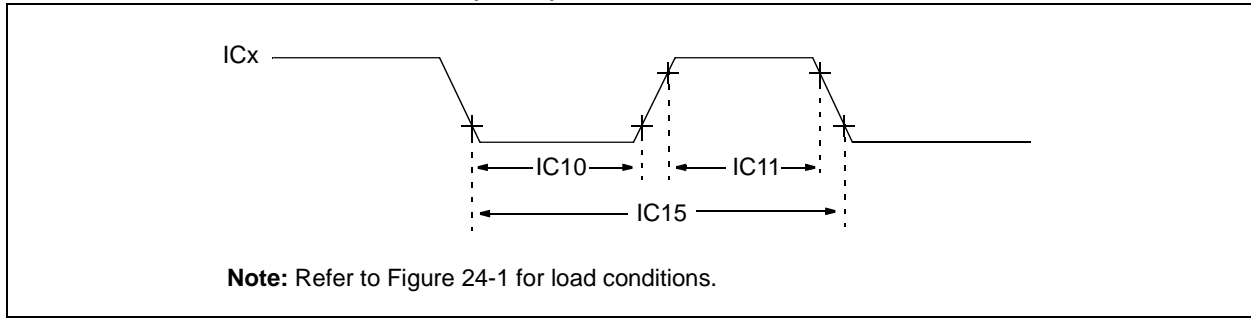 ICx
IC10
IC11
IC15
Note: Refer to Figure 24-1 for load conditions.